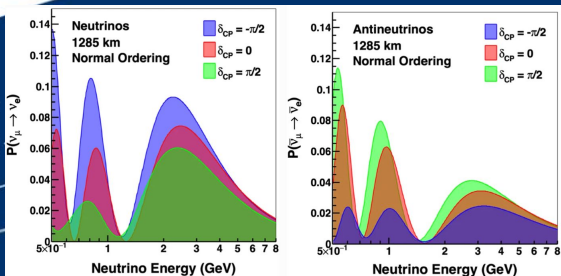 Neutrinos
1285 km
Normal Ordering
δCP = -π/2
δCP = 0
δCP = π/2
P(νμ → νe)
0.14
0.12
0.1
0.08
0.06
0.04
0.02
0
5×10⁻¹ 1 2 3 4 5 6 7 8
Neutrino Energy (GeV)
Antineutrinos
1285 km
Normal Ordering
δCP = -π/2
δCP = 0
δCP = π/2
P(ν̄μ → ν̄e)
0.14
0.12
0.1
0.08
0.06
0.04
0.02
0
5×10⁻¹ 1 2 3 4 5 6 7 8
Neutrino Energy (GeV)